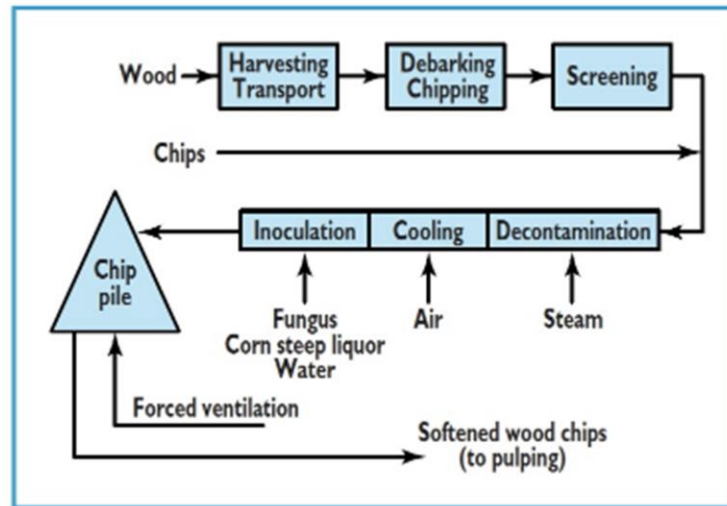 Wood
Harvesting
Transport
Debarking
Chipping
Screening
Chips
Inoculation
Cooling
Decontamination
Chip
pile
Fungus
Corn steep liquor
Water
Air
Steam
Forced ventilation
Softened wood chips
(to pulping)